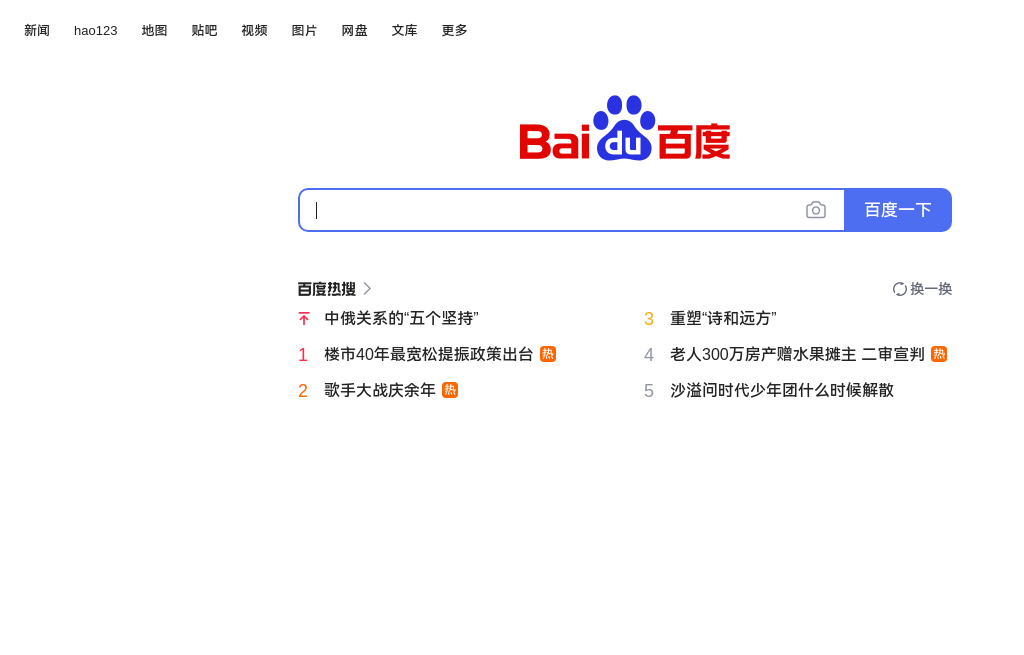 新闻 hao123 地图 贴吧 视频 图片 网盘 文库 更多
Bai du 百度
百度一下
百度热搜 换一换
中俄关系的“五个坚持”
1 楼市40年最宽松提振政策出台 热
2 歌手大战庆余年 热
3 重塑“诗和远方”
4 老人300万房产赠水果摊主 二审宣判 热
5 沙溢问时代少年团什么时候解散